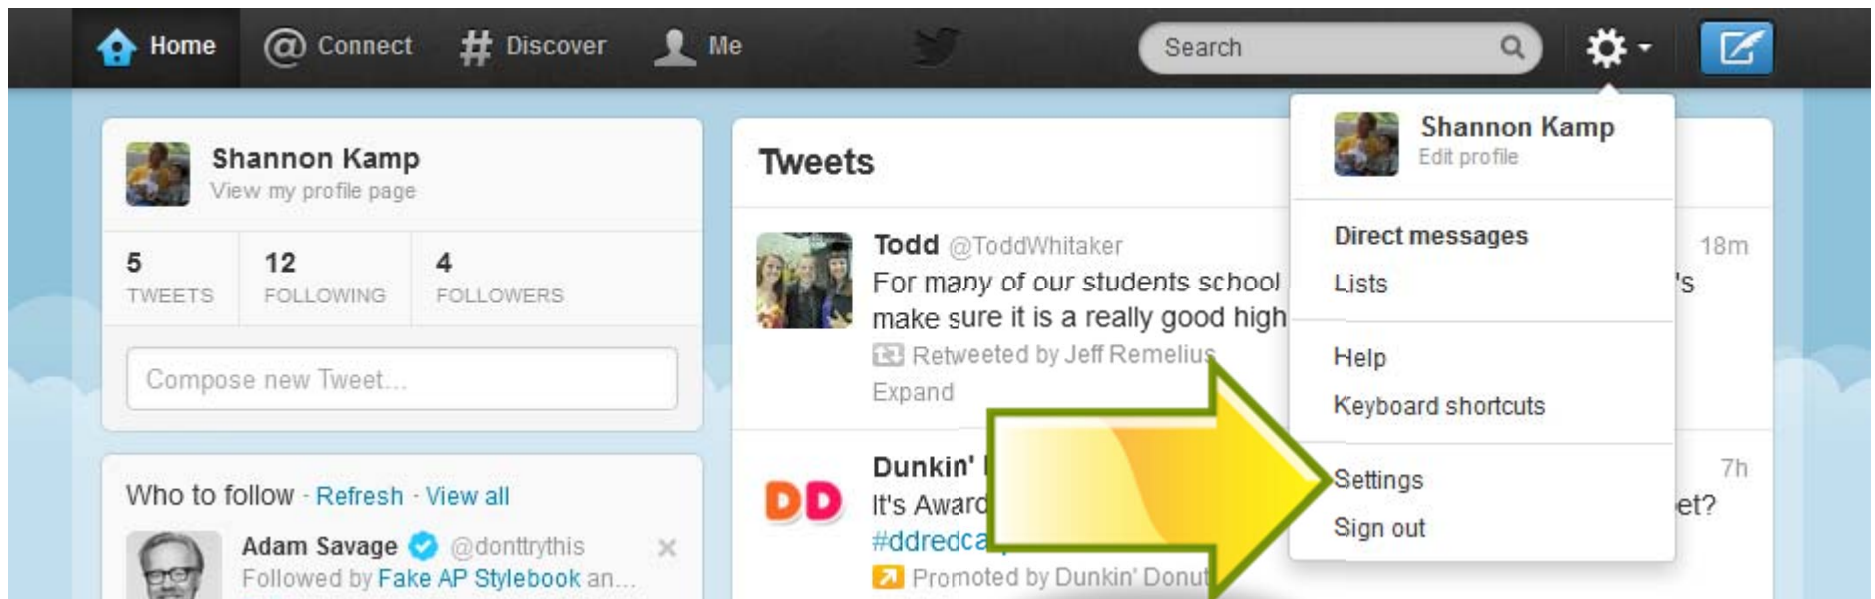 Home
Connect
Discover
Me
Search
Shannon Kamp
View my profile page
5
TWEETS
12
FOLLOWING
4
FOLLOWERS
Compose new Tweet...
Who to follow · Refresh · View all
Adam Savage @donttrythis
Followed by Fake AP Stylebook an...
Tweets
Todd @ToddWhitaker
18m
For many of our students school
's
make sure it is a really good high
Retweeted by Jeff Remelius
Expand
DD
Dunkin'
7h
It's Award
et?
#ddredca
Promoted by Dunkin' Donut
Shannon Kamp
Edit profile
Direct messages
Lists
Help
Keyboard shortcuts
Settings
Sign out